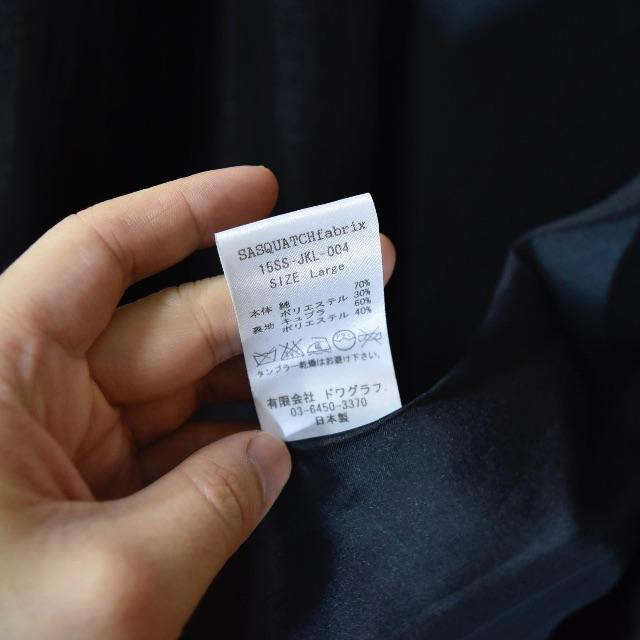 SASQUATCHfabrix
16SS-JKL-004
SIZE Large
本体 綿 70%
ポリエステル 30%
裏地 キュプラ 60%
ポリエステル 40%
タンブラー乾燥はお避け下さい。
有限会社 ドワグラフ.
03-6450-3370
日本製